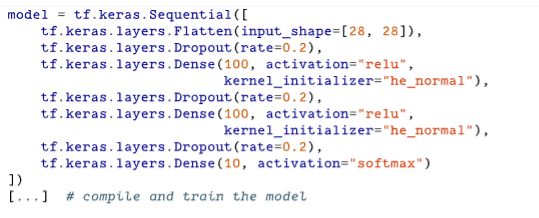 model = tf.keras.Sequential([
    tf.keras.layers.Flatten(input_shape=[28, 28]),
    tf.keras.layers.Dropout(rate=0.2),
    tf.keras.layers.Dense(100, activation="relu",
                          kernel_initializer="he_normal"),
    tf.keras.layers.Dropout(rate=0.2),
    tf.keras.layers.Dense(100, activation="relu",
                          kernel_initializer="he_normal"),
    tf.keras.layers.Dropout(rate=0.2),
    tf.keras.layers.Dense(10, activation="softmax")
])
[...]  # compile and train the model